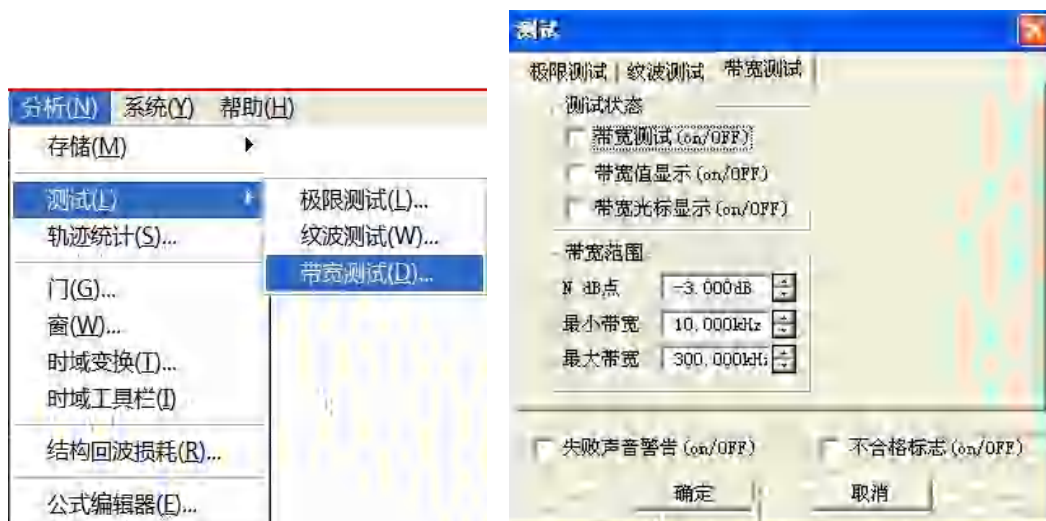 分析(N) 系统(Y) 帮助(H)
存储(M)
测试(L)
轨迹统计(S)...
门(G)...
窗(W)...
时域变换(T)...
时域工具栏(I)
结构回波损耗(R)...
公式编辑器(E)...
极限测试(L)...
纹波测试(W)...
带宽测试(D)...
测试
极限测试 纹波测试 带宽测试
测试状态
带宽测试(on/OFF)
带宽值显示(on/OFF)
带宽光标显示(on/OFF)
带宽范围
N dB点 -3.000dB
最小带宽 10.000kHz
最大带宽 300.000kHz
失败声音警告(on/OFF) 不合格标志(on/OFF)
确定 取消